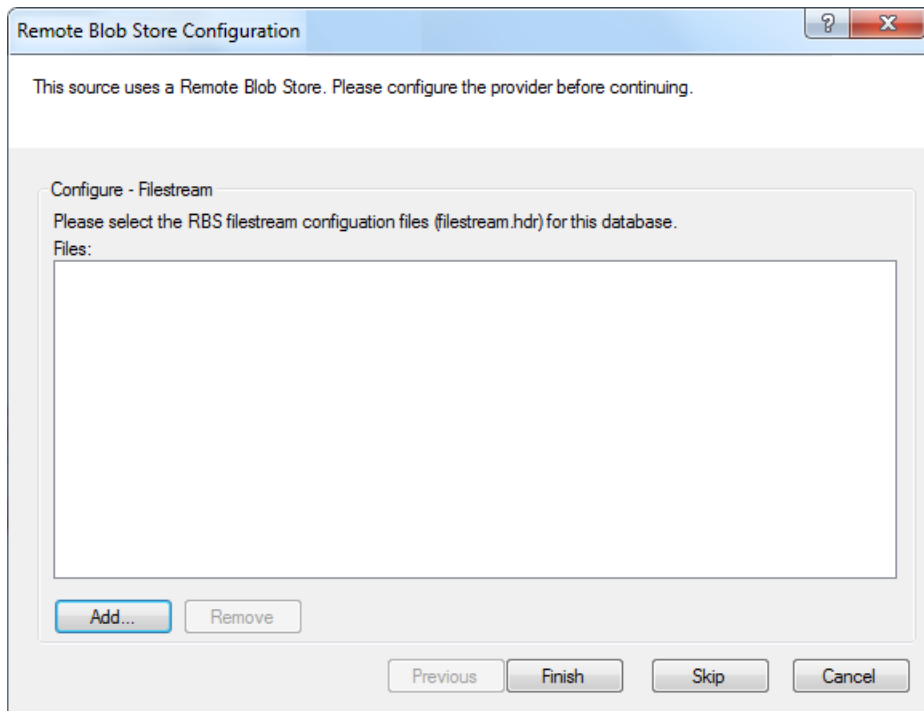 Remote Blob Store Configuration
?
This source uses a Remote Blob Store. Please configure the provider before continuing.
Configure - Filestream
Please select the RBS filestream configuation files (filestream.hdr) for this database.
Files:
Add... Remove
Previous Finish Skip Cancel